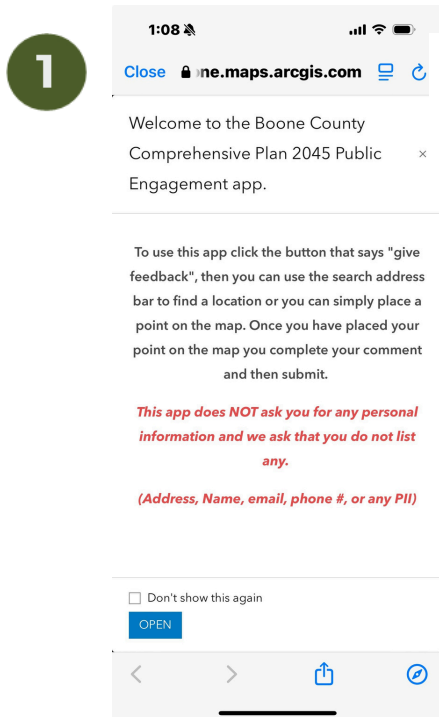 1
1:08
Close ne.maps.arcgis.com
Welcome to the Boone County
Comprehensive Plan 2045 Public
Engagement app.
×
To use this app click the button that says "give
feedback", then you can use the search address
bar to find a location or you can simply place a
point on the map. Once you have placed your
point on the map you complete your comment
and then submit.
This app does NOT ask you for any personal
information and we ask that you do not list
any.
(Address, Name, email, phone #, or any PII)
Don't show this again
OPEN